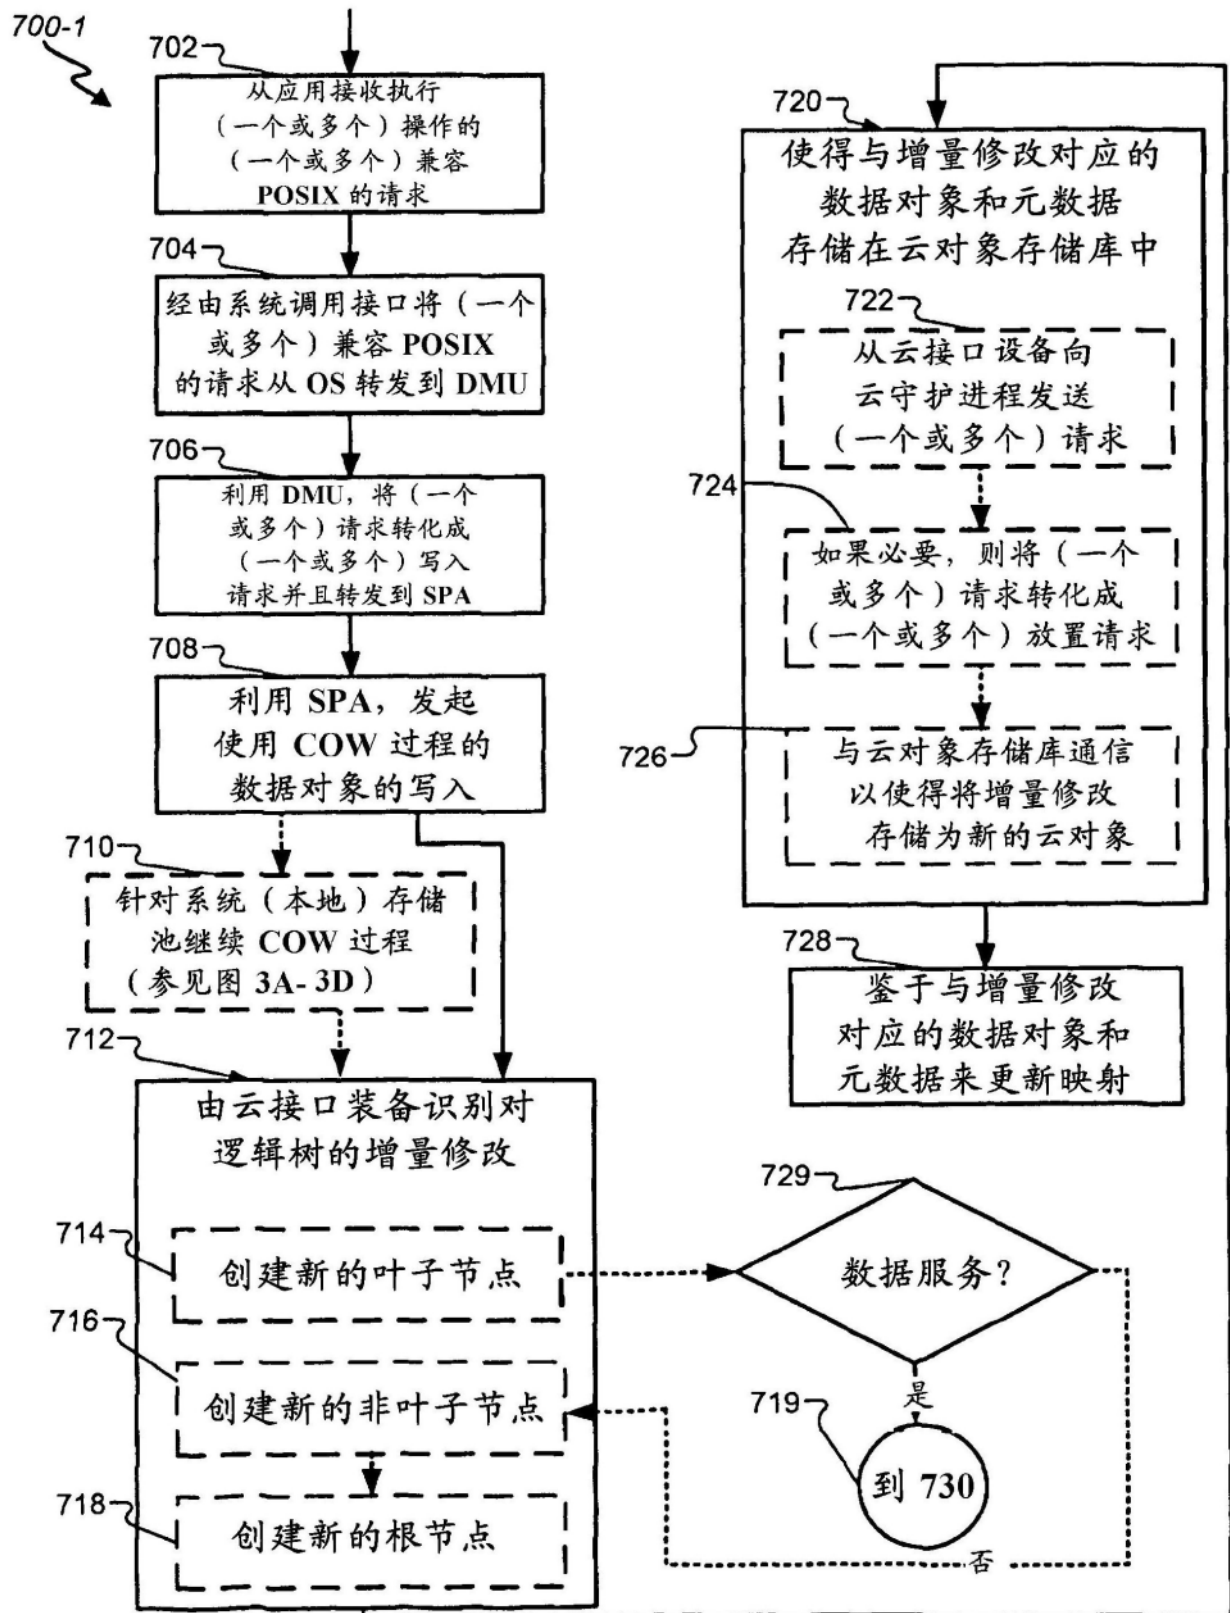 700-1
702
从应用接收执行
（一个或多个）操作的
（一个或多个）兼容
POSIX 的请求
704
经由系统调用接口将（一个
或多个）兼容 POSIX
的请求从 OS 转发到 DMU
706
利用 DMU，将（一个
或多个）请求转化成
（一个或多个）写入
请求并且转发到 SPA
708
利用 SPA，发起
使用 COW 过程的
数据对象的写入
710
针对系统（本地）存储
池继续 COW 过程
（参见图 3A- 3D）
712
由云接口装备识别对
逻辑树的增量修改
714
创建新的叶子节点
716
创建新的非叶子节点
718
创建新的根节点
720
使得与增量修改对应的
数据对象和元数据
存储在云对象存储库中
722
从云接口设备向
云守护进程发送
（一个或多个）请求
724
如果必要，则将（一个
或多个）请求转化成
（一个或多个）放置请求
726
与云对象存储库通信
以使得将增量修改
存储为新的云对象
728
鉴于与增量修改
对应的数据对象和
元数据来更新映射
729
数据服务？
是
719
到 730
否